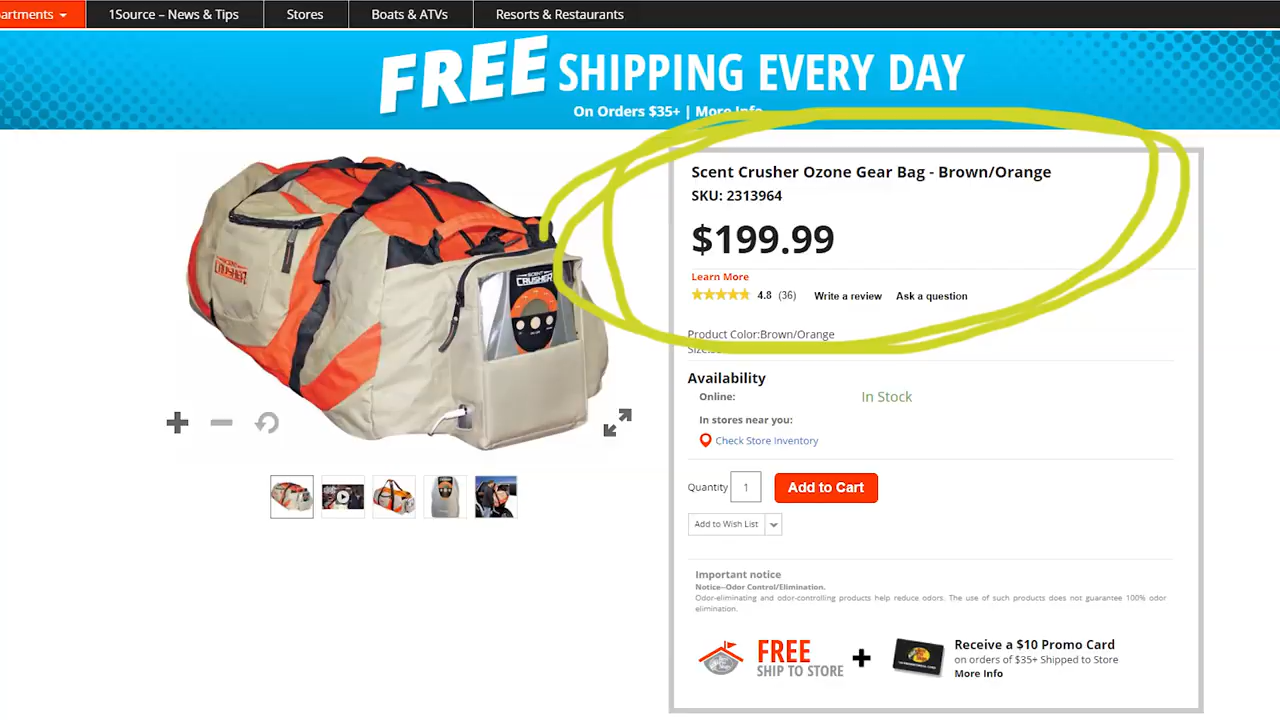 artments
1Source – News & Tips
Stores
Boats & ATVs
Resorts & Restaurants
FREE SHIPPING EVERY DAY
On Orders $35+ | More Info
Scent Crusher Ozone Gear Bag - Brown/Orange
SKU: 2313964
$199.99
Learn More
4.8 (36) Write a review Ask a question
Product Color:Brown/Orange
SCENT
CRUSHER
SCENT
CRUSHER
Availability
Online: In Stock
In stores near you:
Check Store Inventory
Quantity 1 Add to Cart
Add to Wish List
Important notice
Notice--Odor Control/Elimination.
Odor-eliminating and odor-controlling products help reduce odors. The use of such products does not guarantee 100% odor
elimination.
FREE
SHIP TO STORE
+
Receive a $10 Promo Card
on orders of $35+ Shipped to Store
More Info